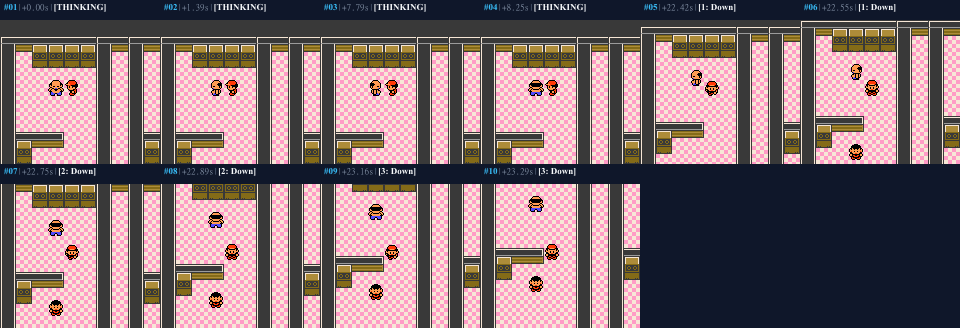 #01|+0.00s|[THINKING]
#02|+1.39s|[THINKING]
#03|+7.79s|[THINKING]
#04|+8.25s|[THINKING]
#05|+22.42s|[1: Down]
#06|+22.55s|[1: Down]
#07|+22.75s|[2: Down]
#08|+22.89s|[2: Down]
#09|+23.16s|[3: Down]
#10|+23.29s|[3: Down]